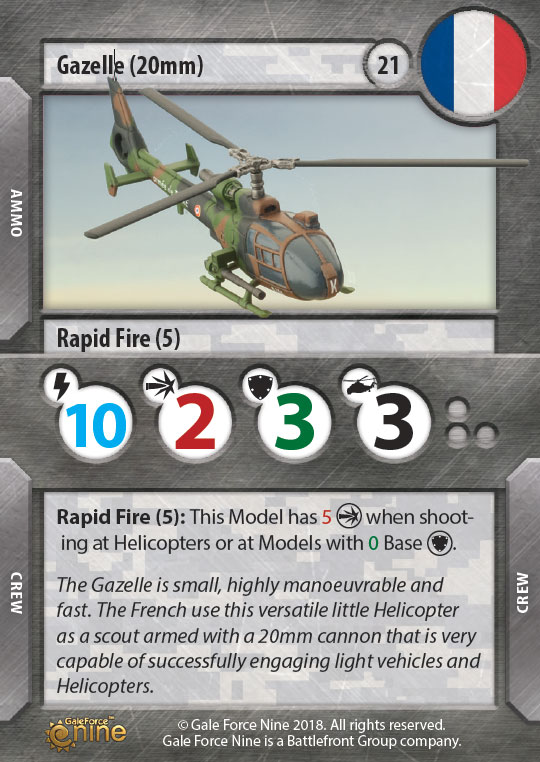 Gazelle (20mm)
21
AMMO
Rapid Fire (5)
10
2
3
3
Rapid Fire (5): This Model has 5 when shoot-
ing at Helicopters or at Models with 0 Base .
The Gazelle is small, highly manoeuvrable and
fast. The French use this versatile little Helicopter
as a scout armed with a 20mm cannon that is very
capable of successfully engaging light vehicles and
Helicopters.
CREW
CREW
GaleForce™
nine
© Gale Force Nine 2018. All rights reserved.
Gale Force Nine is a Battlefront Group company.